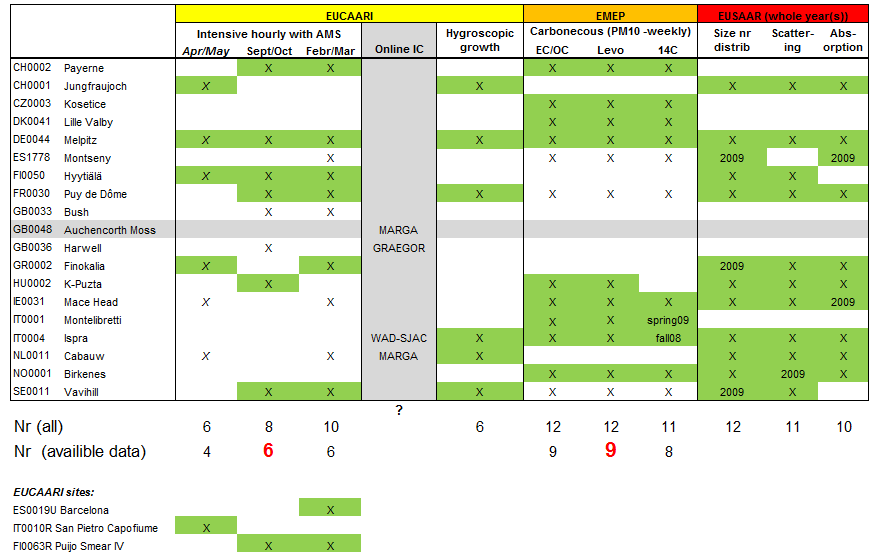 EUCAARI EMEP EUSAAR (whole year(s))
Intensive hourly with AMS Online IC Hygroscopic growth Carbonecous (PM10 -weekly) Size nr distrib Scatter-ing Abs-orption
Apr/May Sept/Oct Febr/Mar EC/OC Levo 14C
CH0002 Payerne X X X X X
CH0001 Jungfraujoch X X X X X
CZ0003 Kosetice X X X
DK0041 Lille Valby X X X
DE0044 Melpitz X X X X X X X X X X
ES1778 Montseny X X X X 2009 2009
FI0050 Hyytiälä X X X X X
FR0030 Puy de Dôme X X X X X X X X X
GB0033 Bush X X
GB0048 Auchencorth Moss MARGA
GB0036 Harwell X GRAEGOR
GR0002 Finokalia X X 2009 X X
HU0002 K-Puzta X X X X X X
IE0031 Mace Head X X X X X X X 2009
IT0001 Montelibretti X X spring09
IT0004 Ispra WAD-SJAC X X X fall08 X X X
NL0011 Cabauw X X MARGA X X X X
NO0001 Birkenes X X X X 2009 X
SE0011 Vavihill X X X X X X 2009 X
?
Nr (all) 6 8 10 6 12 12 11 12 11 10
Nr (availible data) 4 6 6 9 9 8
EUCAARI sites:
ES0019U Barcelona X
IT0010R San Pietro Capofiume X
FI0063R Puijo Smear IV X X